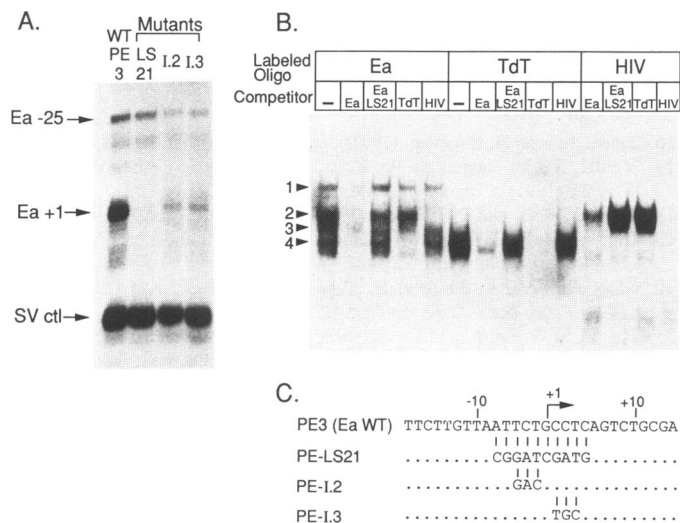 A.
Mutants
WT
PE LS
3 21 I.2 I.3
Ea -25
Ea +1
SV ctl
B.
Labeled Oligo Ea TdT HIV
Competitor – Ea Ea LS21 TdT HIV – Ea Ea LS21 TdT HIV Ea Ea LS21 TdT HIV
1
2
3
4
C.
-10 +1 +10
PE3 (Ea WT) TTCTTGTTAATTCTGCCTCAGTCTGCGA
PE-LS21 ...........CGGATCGATG...........
PE-I.2 ..............GAC..................
PE-I.3 ...................TGC.............